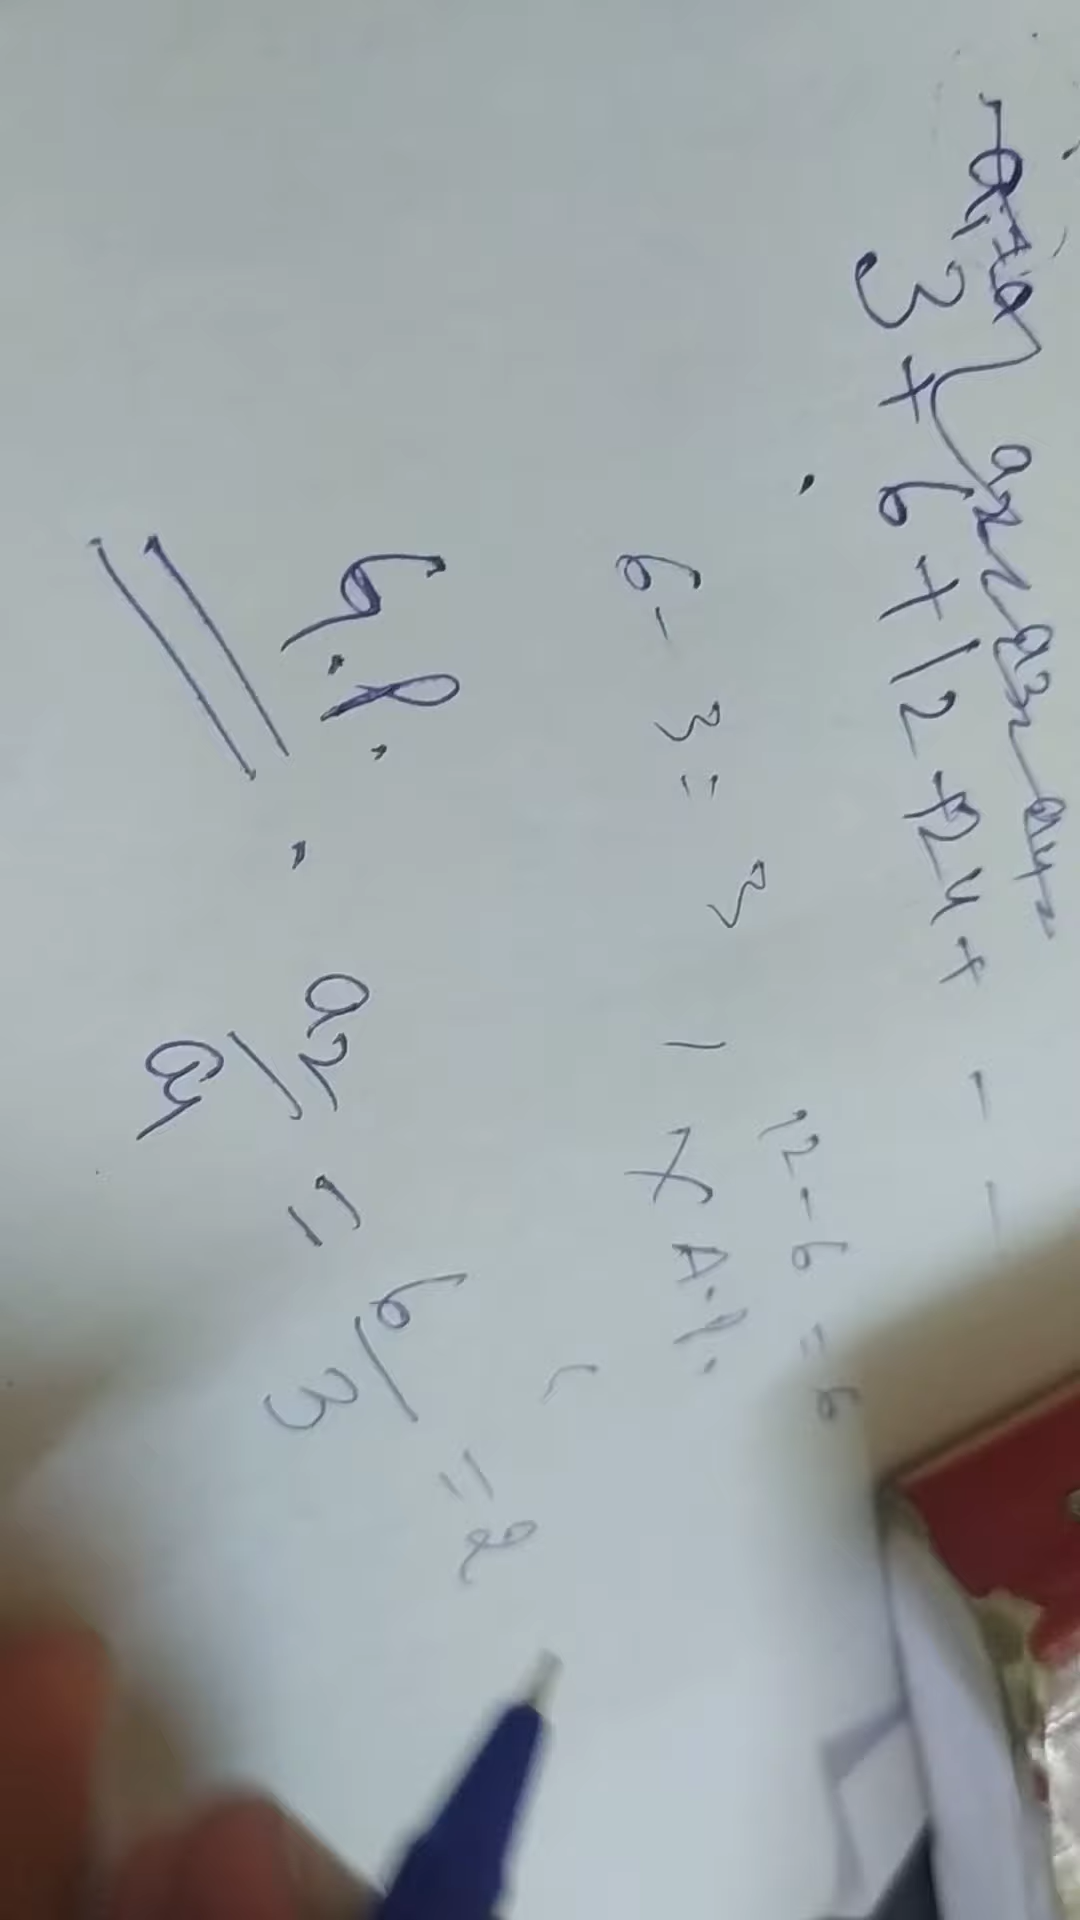 a1 + a2 a3 a4
3 + 6 + 12 + 24 + - -
12 - 6 = 6
6 - 3 = 3 | X A.P.
G.P. . a2/a1 = 6/3 = 2